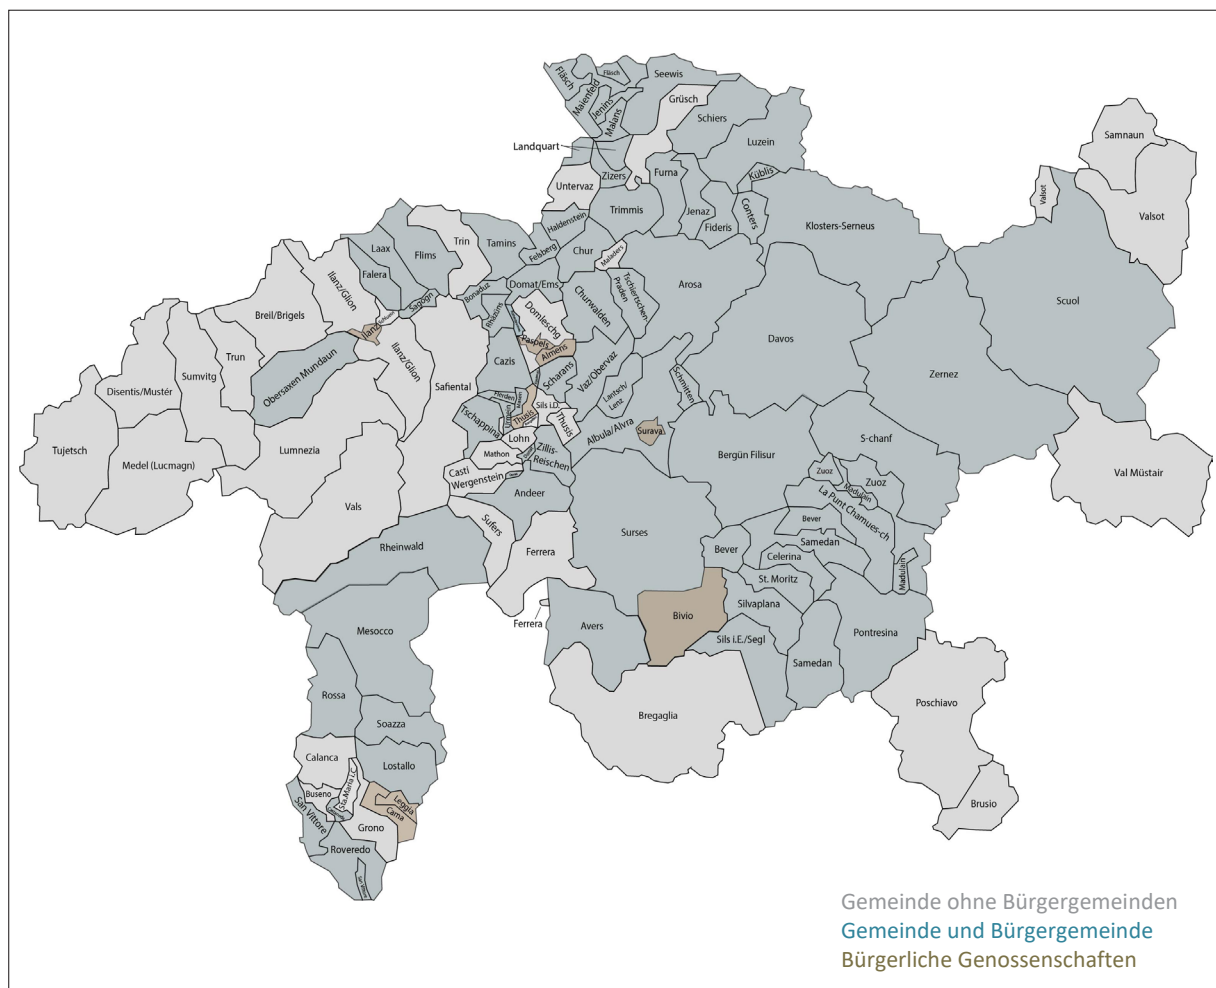 Fläsch
Fläsch
Seewis
Maienfeld
Jenins
Malans
Grüsch
Schiers
Luzein
Landquart
Zizers
Furna
Küblis
Untervaz
Trimmis
Jenaz
Fideris
Conters
Klosters-Serneus
Samnaun
Valsot
Valsot
Haldenstein
Felsberg
Chur
Maladers
Tamins
Trin
Flims
Laax
Falera
Ilanz/Glion
Sagogn
Schluein
Bonaduz
Domat/Ems
Rhäzüns
Churwalden
Tschiertschen
Praden
Arosa
Scuol
Breil/Brigels
Ilanz
Ilanz/Glion
Domleschg
Paspels
Almens
Davos
Zernez
Trun
Sumvitg
Disentis/Mustér
Obersaxen Mundaun
Safiental
Cazis
Scharans
Vaz/Obervaz
Lantsch/
Lenz
Schmitten
Tschappina
Flerden
Urmein
Thusis
Sils i.D.
Thusis
Albula/Alvra
Surava
S-chanf
Tujetsch
Medel (Lucmagn)
Lumnezia
Lohn
Mathon
Zillis-
Reischen
Bergün Filisur
Zuoz
Zuoz
Madulain
Val Müstair
Casti
Wergenstein
Andeer
La Punt Chamues-ch
Vals
Sufers
Surses
Bever
Samedan
Rheinwald
Ferrera
Bever
Celerina
St. Moritz
Madulain
Ferrera
Avers
Bivio
Silvaplana
Mesocco
Sils i.E./Segl
Samedan
Pontresina
Rossa
Bregaglia
Poschiavo
Soazza
Calanca
Lostallo
Sta.Maria i.C.
Buseno
Leggia
Cama
Brusio
San Vittore
Grono
Roveredo
San Vittore
Gemeinde ohne Bürgergemeinden
Gemeinde und Bürgergemeinde
Bürgerliche Genossenschaften